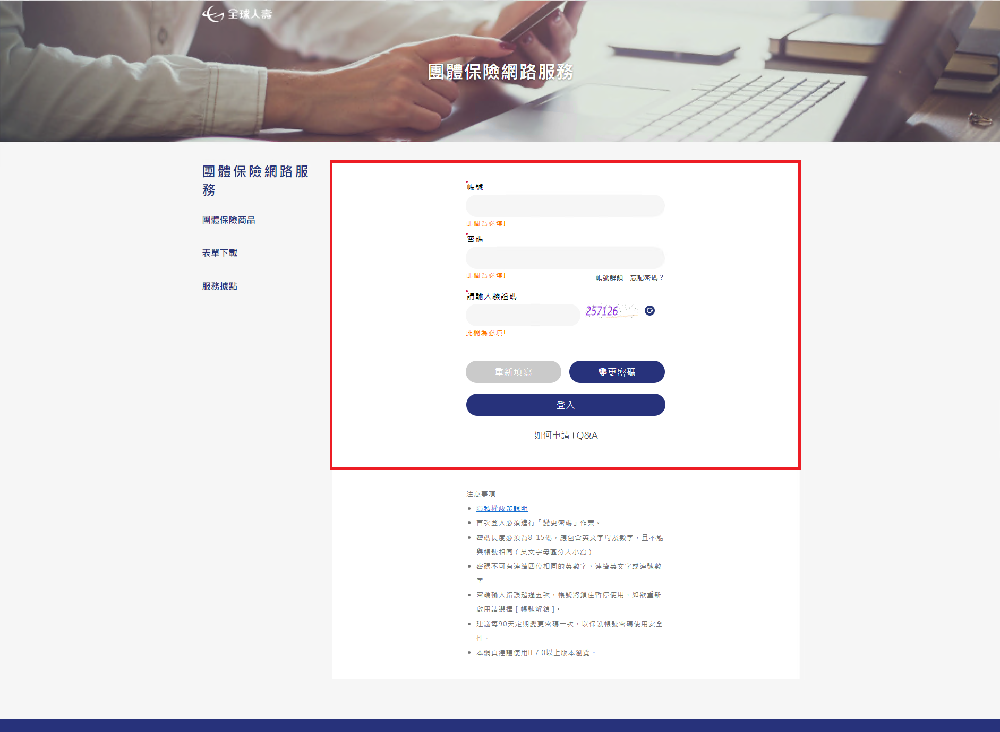 全球人壽
團體保險網路服務
團體保險網路服
務
團體保險商品
表單下載
服務據點
帳號
此欄為必填!
密碼
此欄為必填!
帳號解鎖 | 忘記密碼？
請輸入驗證碼
257126
此欄為必填!
重新填寫
變更密碼
登入
如何申請 | Q&A
注意事項：
隱私權政策說明
首次登入必須進行「變更密碼」作業。
密碼長度必須為8-15碼，應包含英文字母及數字，且不能
與帳號相同（英文字母區分大小寫）
密碼不可有連續四位相同的英數字、連續英文字或連號數
字
密碼輸入錯誤超過五次，帳號將鎖住暫停使用，如欲重新
啟用請選擇［帳號解鎖］。
建議每90天定期變更密碼一次，以保護帳號密碼使用安全
性。
本網頁建議使用IE7.0以上版本瀏覽。